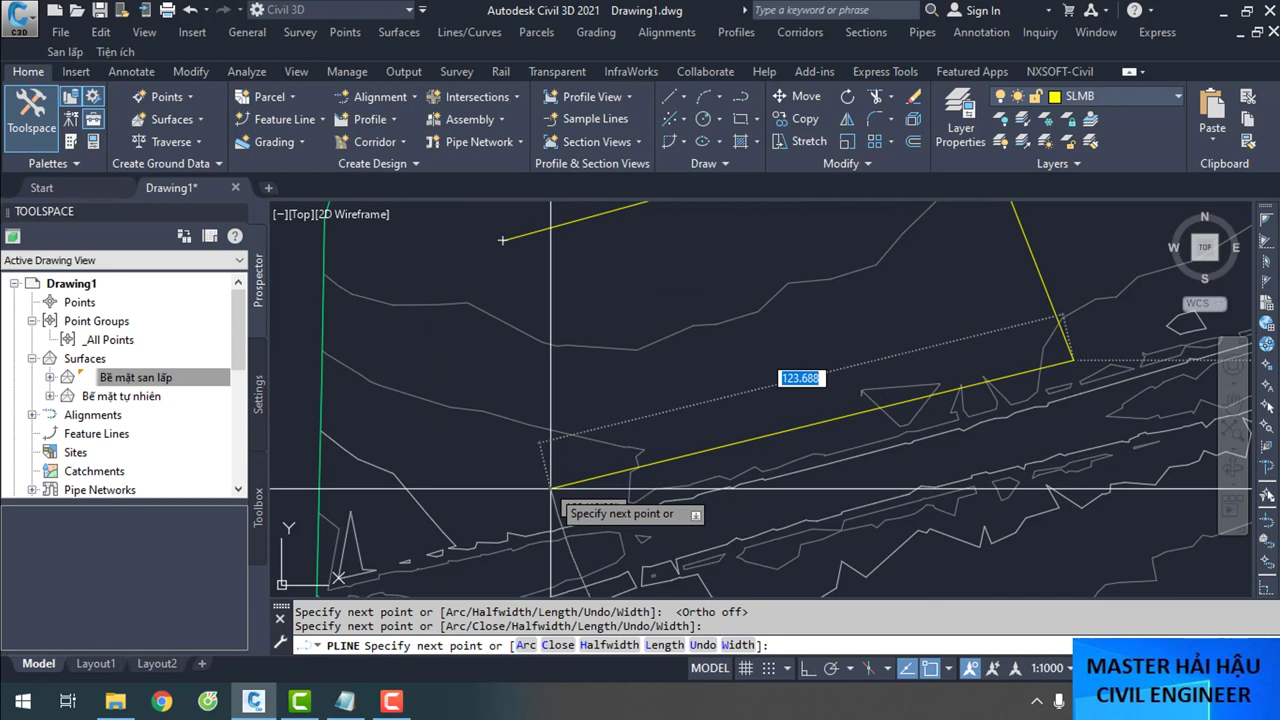 C3D
Civil 3D
Autodesk Civil 3D 2021 Drawing1.dwg
Type a keyword or phrase
Sign In
File Edit View Insert General Survey Points Surfaces Lines/Curves Parcels Grading Alignments Profiles Corridors Sections Pipes Annotation Inquiry Window Express
San lấp Tiện ích
Home Insert Annotate Modify Analyze View Manage Output Survey Rail Transparent InfraWorks Collaborate Help Add-ins Express Tools Featured Apps NXSOFT-Civil
Points Parcel Alignment Intersections Profile View Move SLMB
Toolspace Surfaces Feature Line Profile Assembly Sample Lines Copy Layer Properties Paste
Traverse Grading Corridor Pipe Network Section Views Stretch
Palettes Create Ground Data Create Design Profile & Section Views Draw Modify Layers Clipboard
Start Drawing1*
TOOLSPACE
[−][Top][2D Wireframe]
Active Drawing View
Drawing1
Points
Point Groups
_All Points
Surfaces
Bề mặt san lấp
Bề mặt tự nhiên
Alignments
Feature Lines
Sites
Catchments
Pipe Networks
Prospector
Settings
Toolbox
N
W TOP E
S
WCS
123.688
Specify next point or
Y
X
Specify next point or [Arc/Halfwidth/Length/Undo/Width]: <Ortho off>
Specify next point or [Arc/Close/Halfwidth/Length/Undo/Width]:
PLINE Specify next point or [Arc Close Halfwidth Length Undo Width]:
Model Layout1 Layout2
MODEL 1:1000
MASTER HẢI HẬU
CIVIL ENGINEER